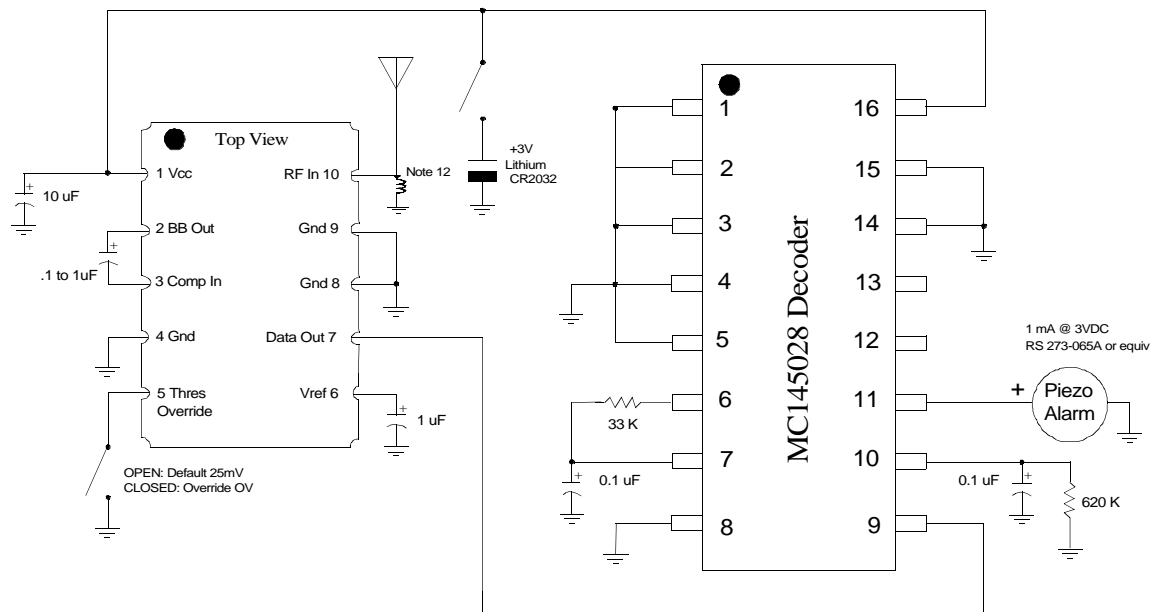 Top View
1 Vcc
RF In 10
Note 12
10 uF
+
2 BB Out
Gnd 9
+
.1 to 1uF
3 Comp In
Gnd 8
4 Gnd
Data Out 7
5 Thres
Override
Vref 6
+
1 uF
OPEN: Default 25mV
CLOSED: Override OV
+3V
Lithium
CR2032
MC145028 Decoder
1
2
3
4
5
6
7
8
16
15
14
13
12
11
10
9
33 K
+
0.1 uF
1 mA @ 3VDC
RS 273-065A or equiv
+
Piezo
Alarm
0.1 uF
+
620 K